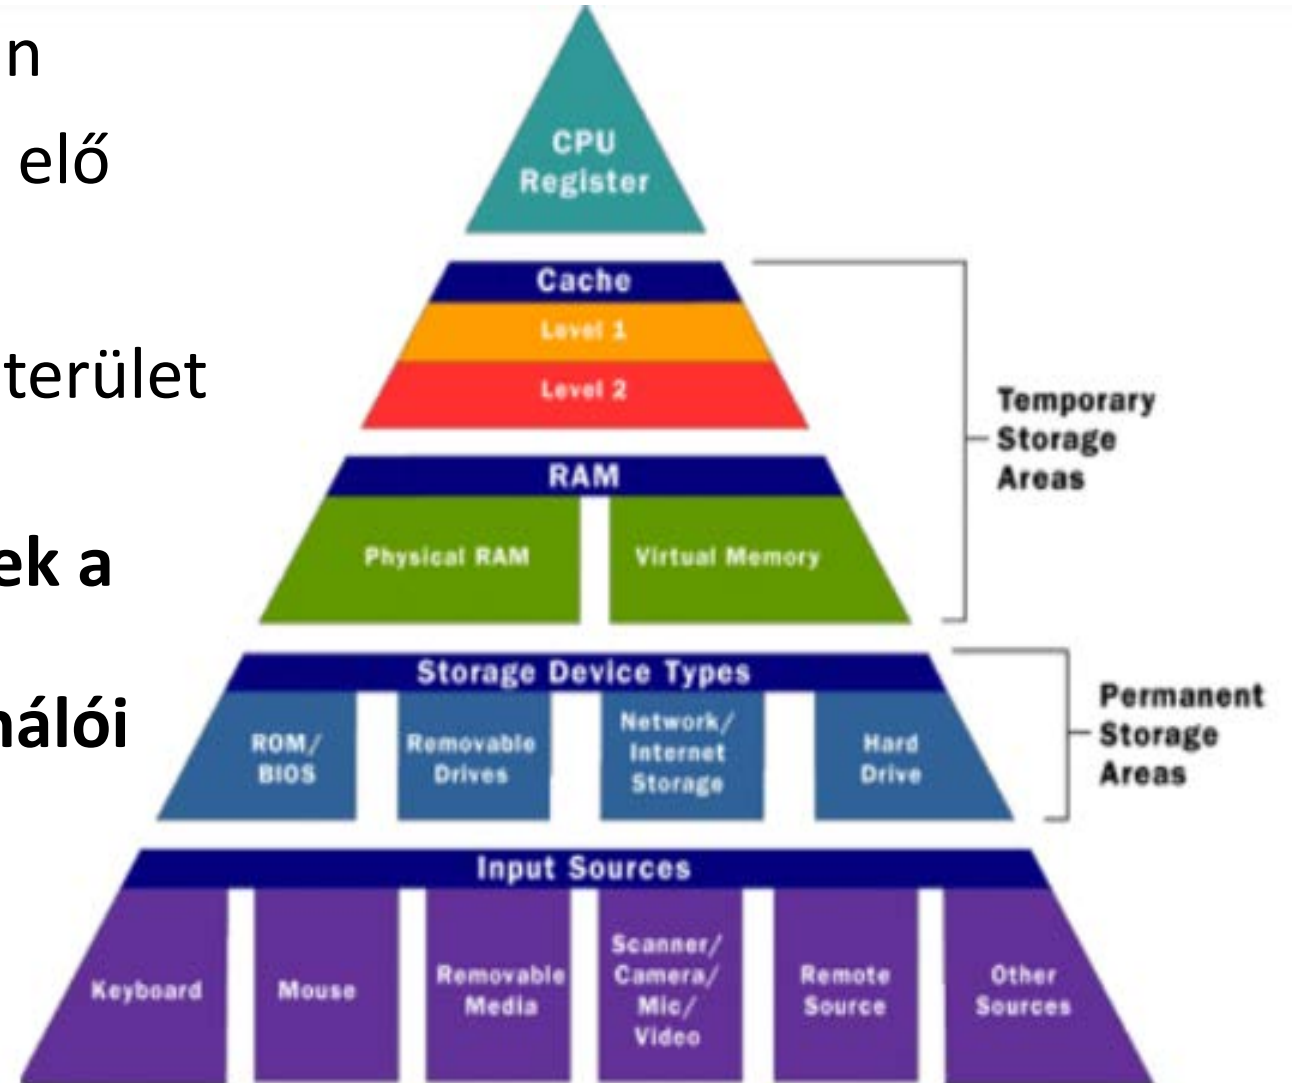 n
elő
terület
ek a
nálói
CPU
Register
Cache
Level 1
Level 2
RAM
Physical RAM
Virtual Memory
Temporary
Storage
Areas
Storage Device Types
ROM/
BIOS
Removable
Drives
Network/
Internet
Storage
Hard
Drive
Permanent
Storage
Areas
Input Sources
Keyboard
Mouse
Removable
Media
Scanner/
Camera/
Mic/
Video
Remote
Source
Other
Sources